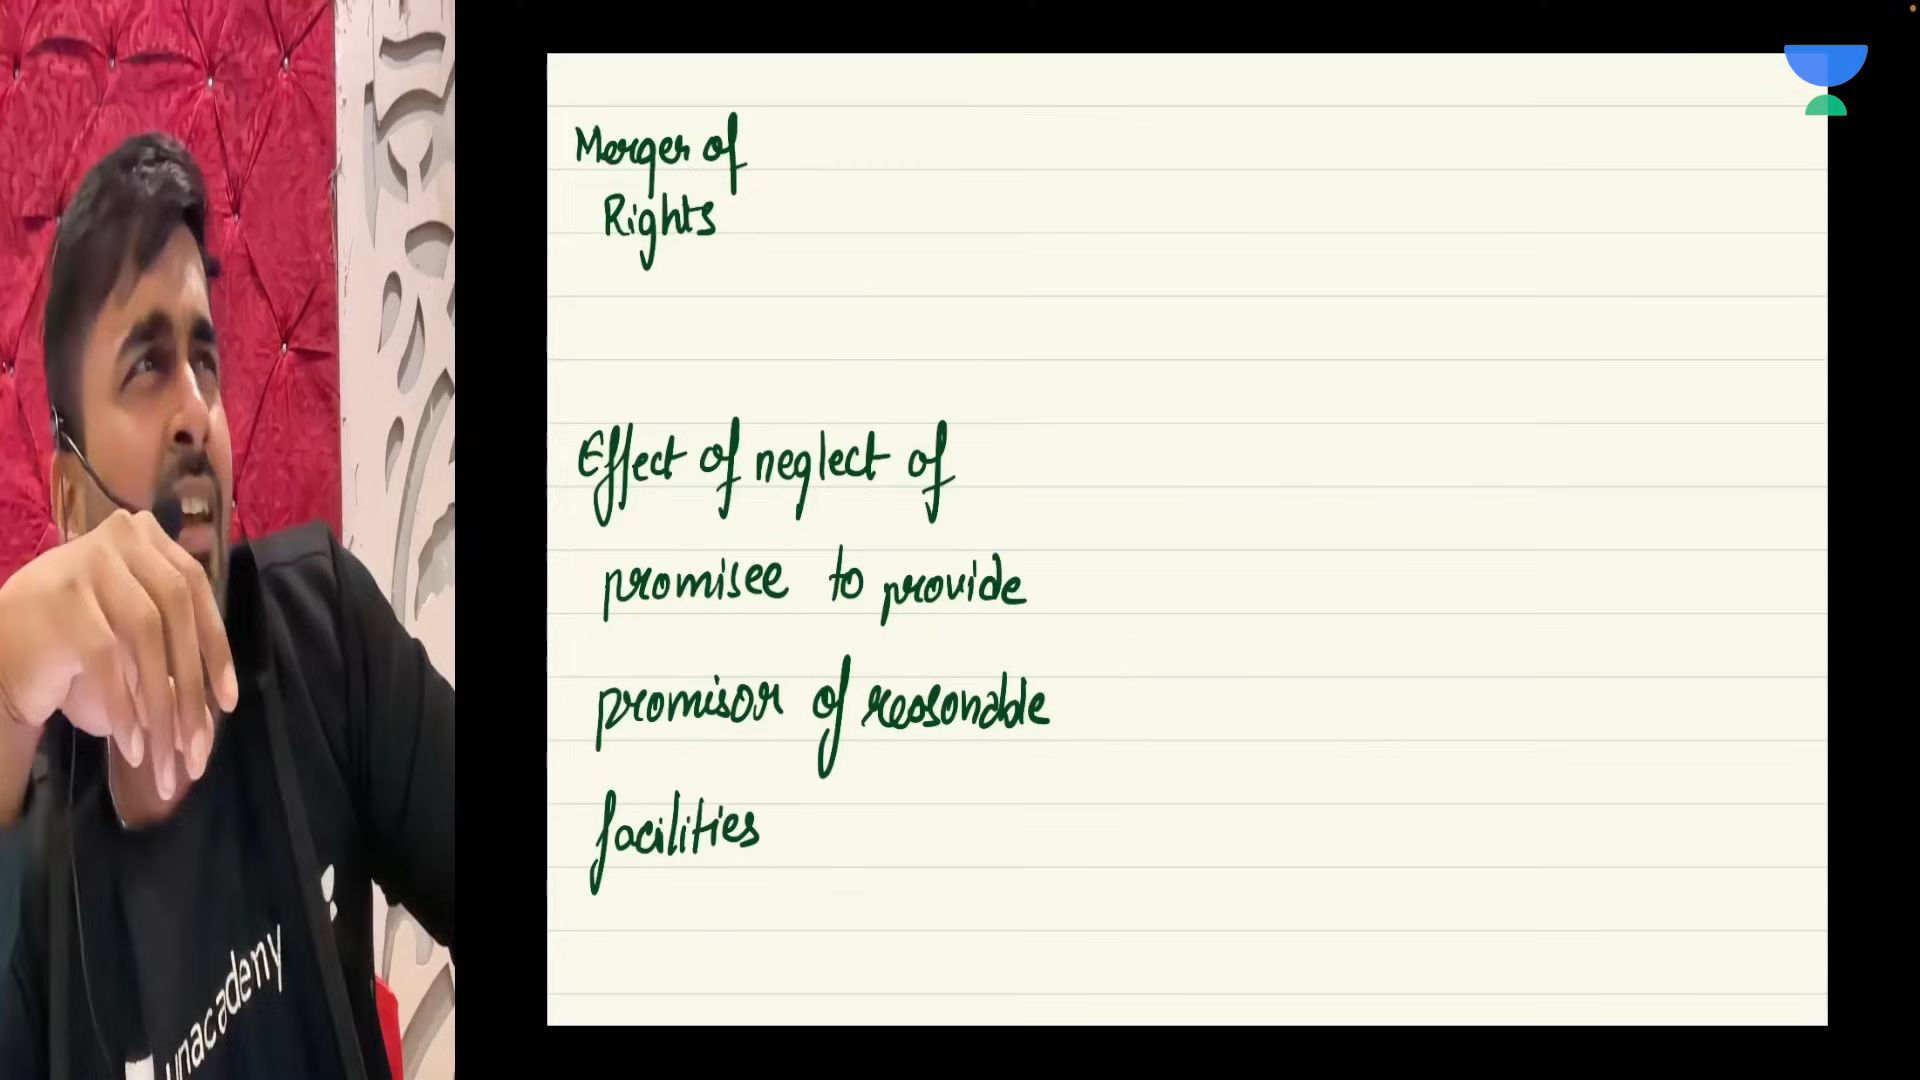 Merger of
Rights
Effect of neglect of
promisee to provide
promisor of reasonable
facilities
unacademy